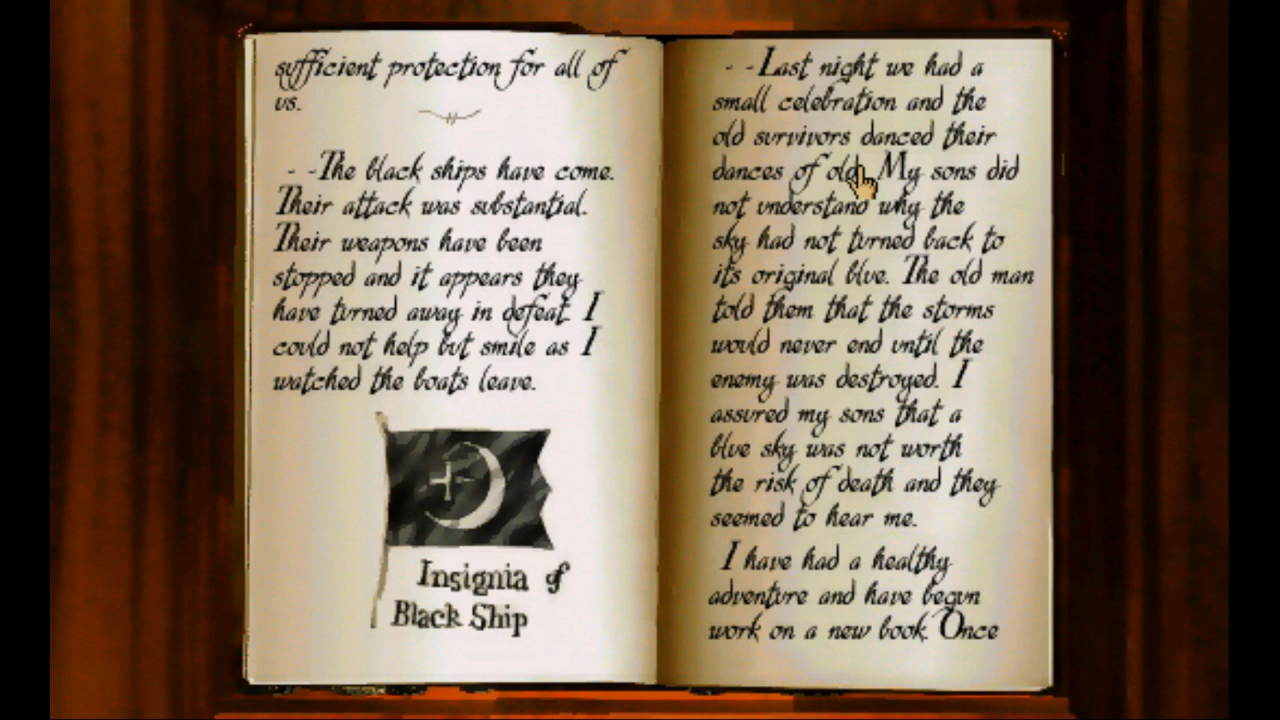 sufficient protection for all of
us.
- -The black ships have come.
Their attack was substantial.
Their weapons have been
stopped and it appears they
have turned away in defeat. I
could not help but smile as I
watched the boats leave.
Insignia of
Black Ship
- -Last night we had a
small celebration and the
old survivors danced their
dances of old. My sons did
not understand why the
sky had not turned back to
its original blue. The old man
told them that the storms
would never end until the
enemy was destroyed. I
assured my sons that a
blue sky was not worth
the risk of death and they
seemed to hear me.
I have had a healthy
adventure and have begun
work on a new book. Once